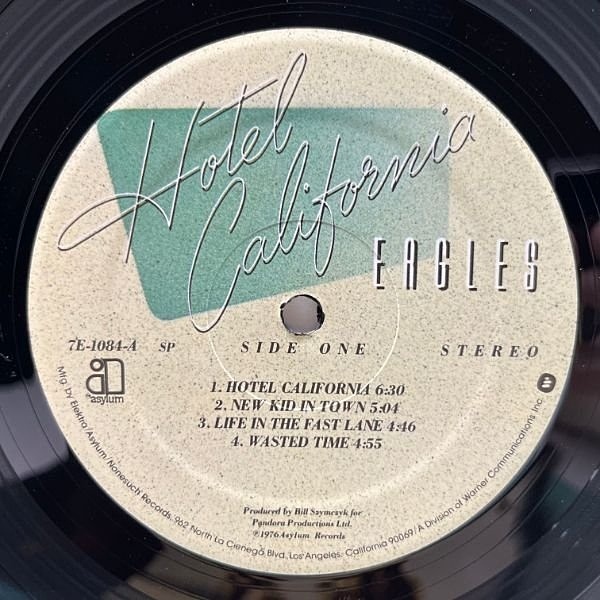 Hotel
California
EAGLES
7E-1084-A SP SIDE ONE STEREO
asylum
1. HOTEL CALIFORNIA 6:30
2. NEW KID IN TOWN 5:04
3. LIFE IN THE FAST LANE 4:46
4. WASTED TIME 4:55
Produced by Bill Szymczyk for
Pandora Productions Ltd.
℗1976 Asylum Records
Mfg. by Elektra/Asylum/Nonesuch Records, 962 North La Cienega Blvd., Los Angeles, California 90069/A Division of Warner Communications Inc.